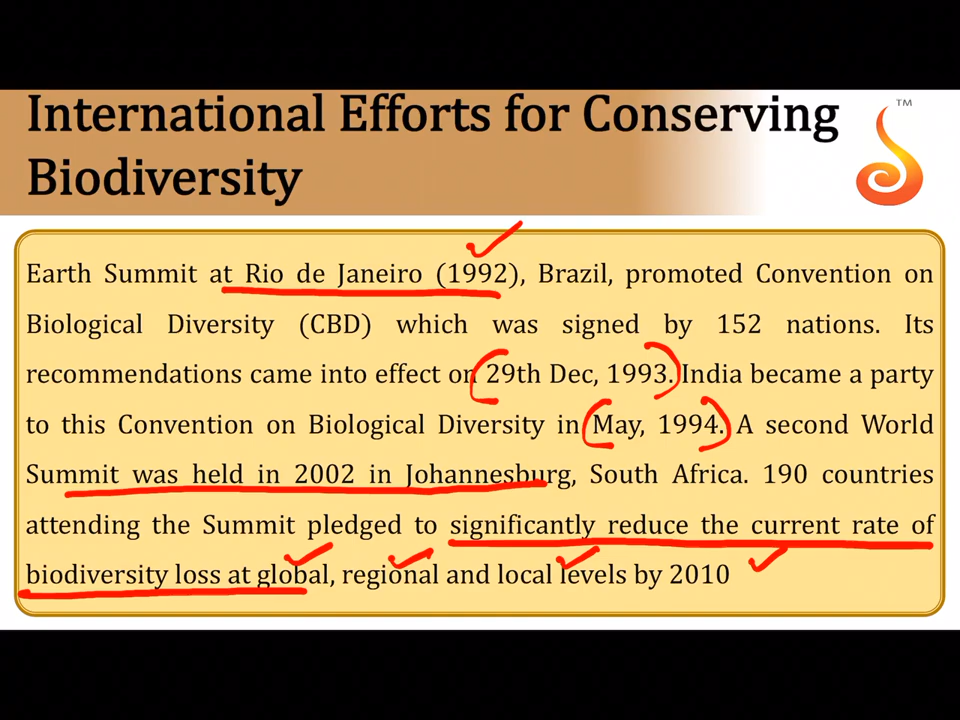 International Efforts for Conserving
Biodiversity
TM
Earth Summit at Rio de Janeiro (1992), Brazil, promoted Convention on
Biological Diversity (CBD) which was signed by 152 nations. Its
recommendations came into effect on 29th Dec, 1993. India became a party
to this Convention on Biological Diversity in May, 1994. A second World
Summit was held in 2002 in Johannesburg, South Africa. 190 countries
attending the Summit pledged to significantly reduce the current rate of
biodiversity loss at global, regional and local levels by 2010